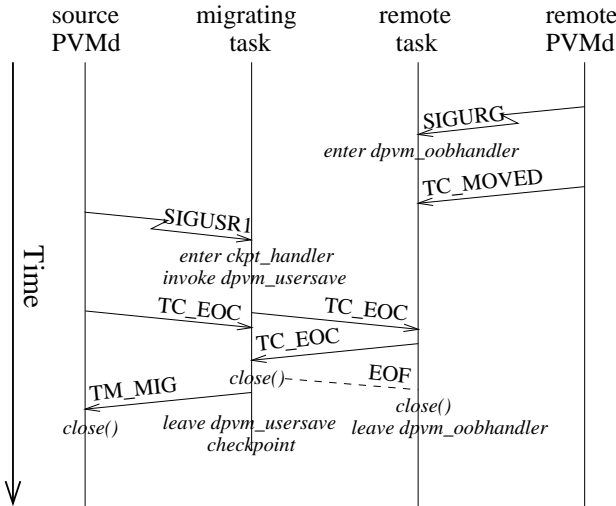 source migrating remote remote
PVMd task task PVMd
SIGURG
enter dpvm_oobhandler
TC_MOVED
SIGUSR1
enter ckpt_handler
invoke dpvm_usersave
Time
TC_EOC TC_EOC
TC_EOC
close() EOF
TM_MIG
close()
close() leave dpvm_usersave leave dpvm_oobhandler
checkpoint